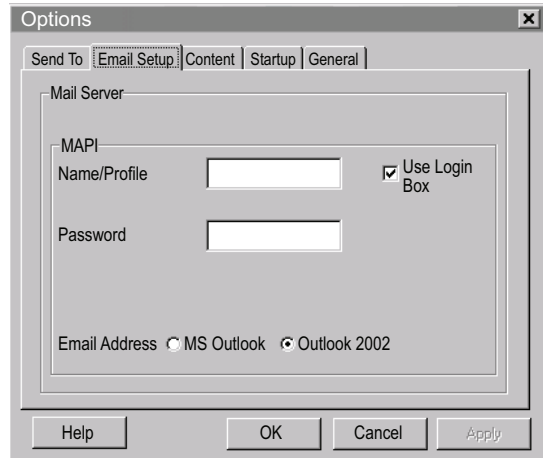 Options
Send To Email Setup Content Startup General
Mail Server
MAPI
Name/Profile
Use Login
Box
Password
Email Address MS Outlook Outlook 2002
Help OK Cancel Apply